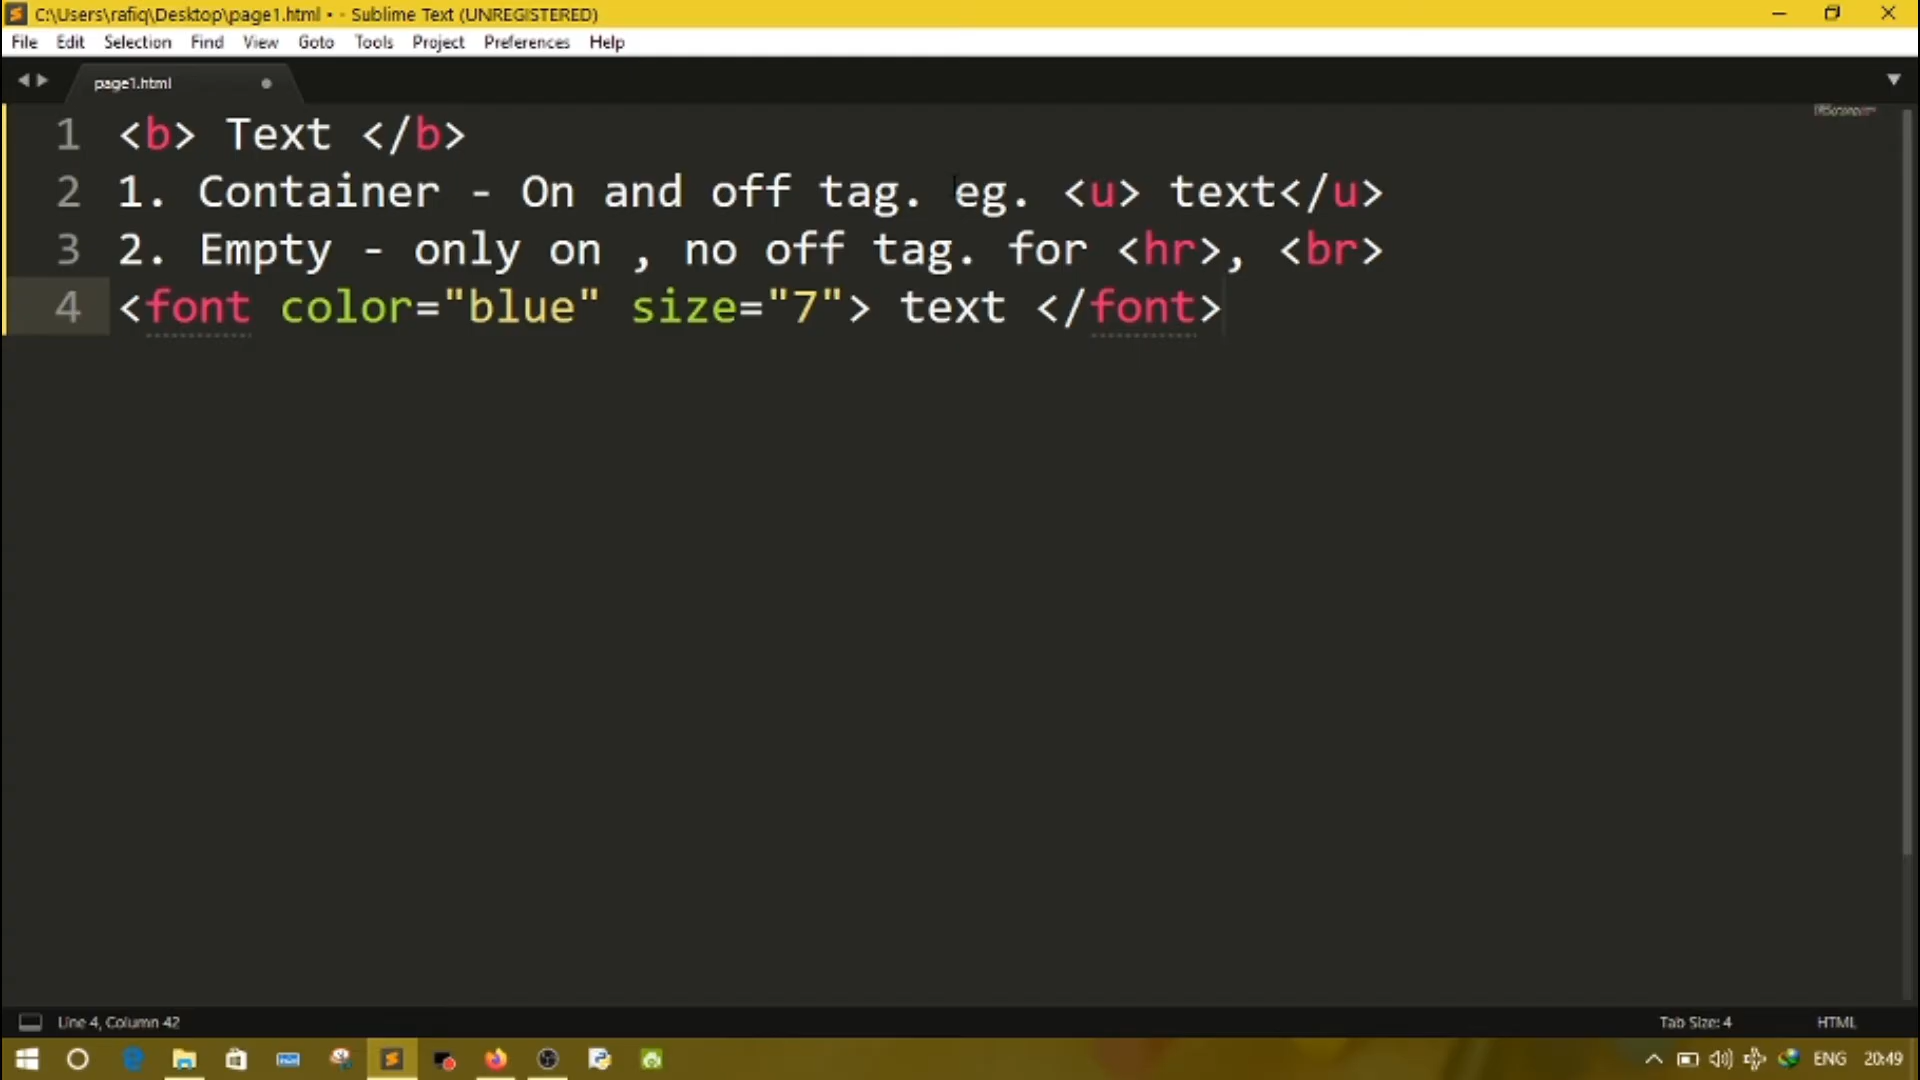 C:\Users\rafiq\Desktop\page1.html • - Sublime Text (UNREGISTERED)
File Edit Selection Find View Goto Tools Project Preferences Help
page1.html
1 <b> Text </b>
2 1. Container - On and off tag. eg. <u> text</u>
3 2. Empty - only on , no off tag. for <hr>, <br>
4 <font color="blue" size="7"> text </font>
Line 4, Column 42 Tab Size: 4 HTML
ENG 20:49